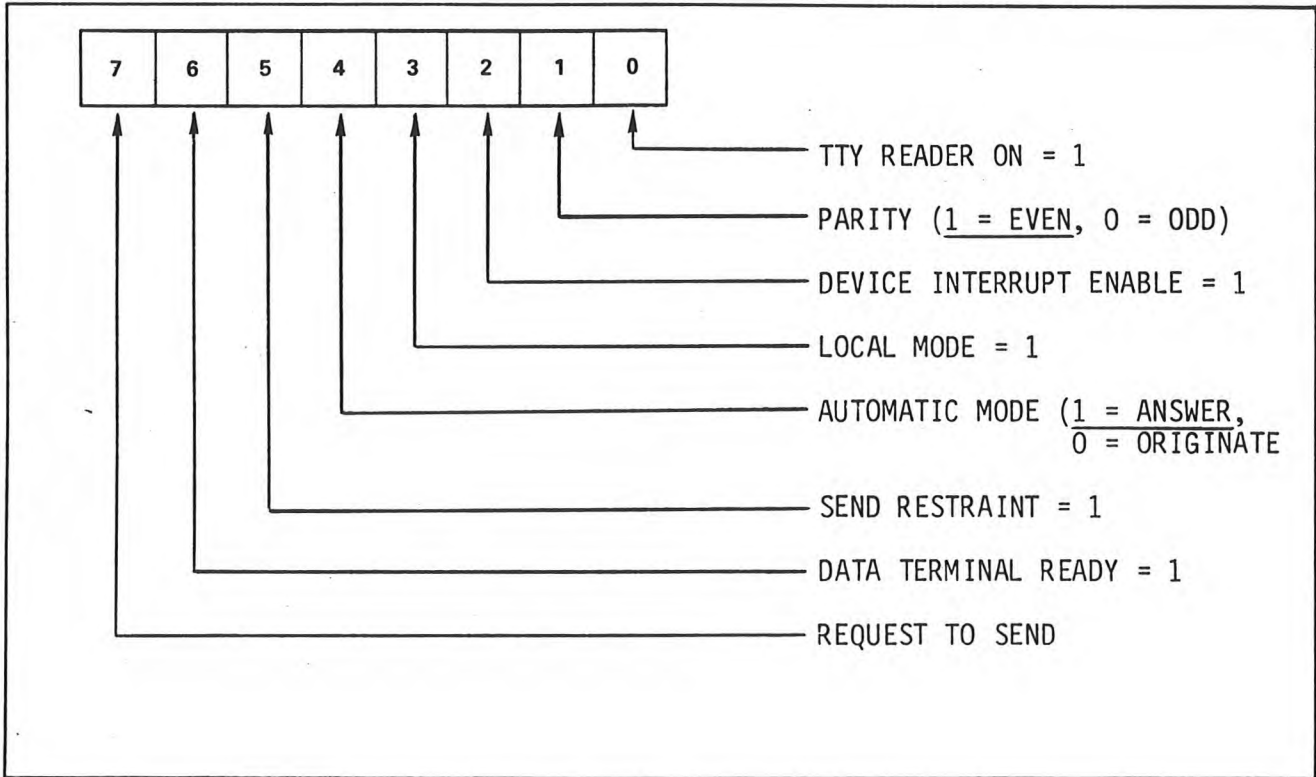 7 6 5 4 3 2 1 0
TTY READER ON = 1
PARITY (1 = EVEN, 0 = ODD)
DEVICE INTERRUPT ENABLE = 1
LOCAL MODE = 1
AUTOMATIC MODE (1 = ANSWER,
0 = ORIGINATE
SEND RESTRAINT = 1
DATA TERMINAL READY = 1
REQUEST TO SEND